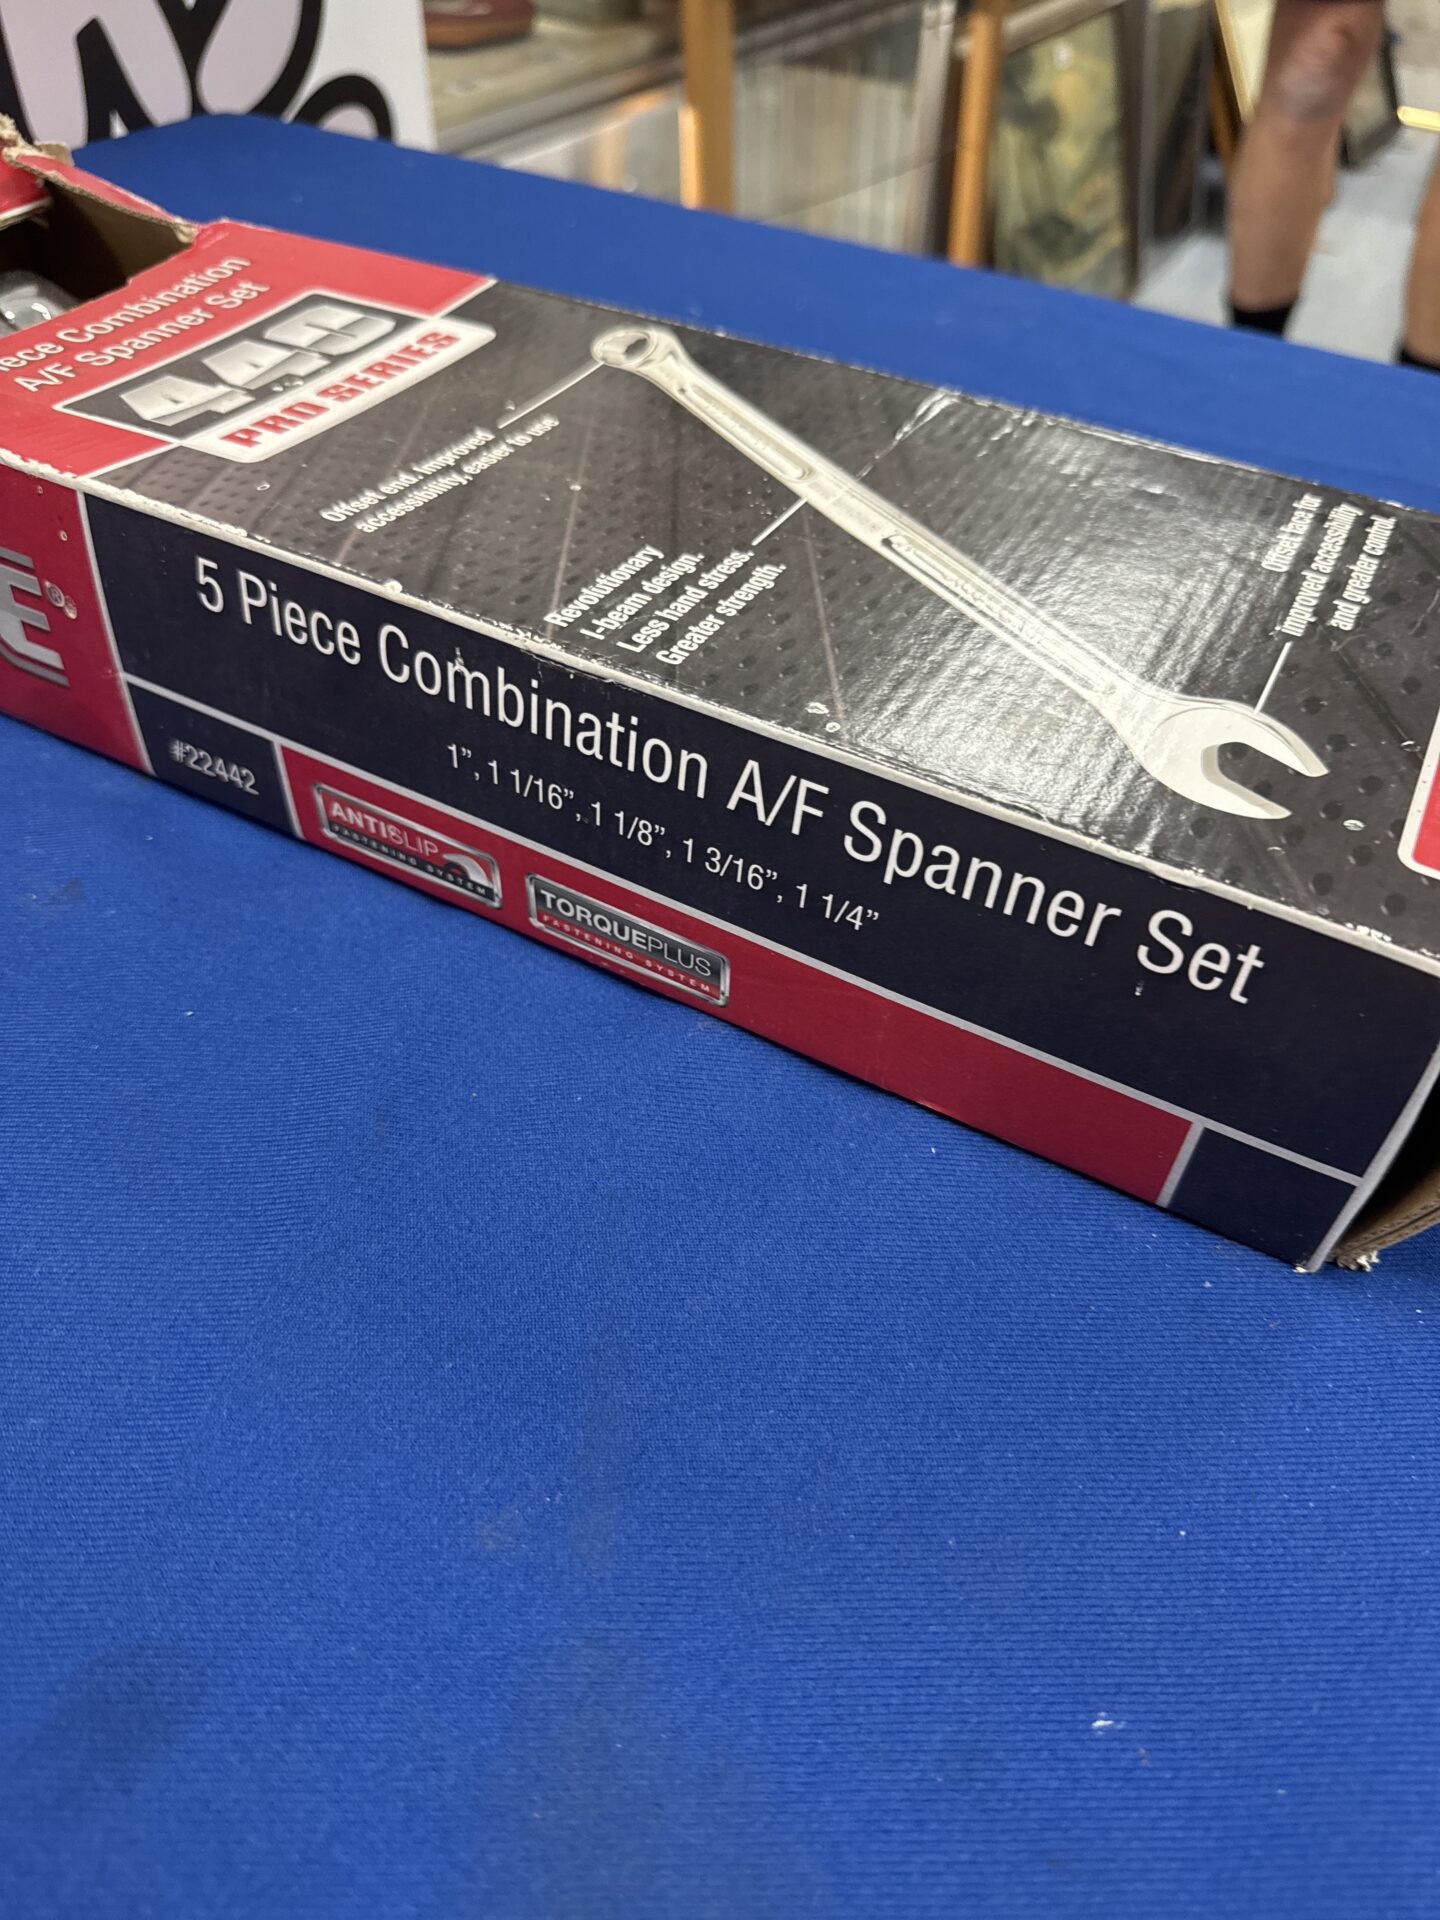 Piece Combination
A/F Spanner Set
440
PRO SERIES
Offset end. Improved
accessibility, easier to use
Revolutionary
I-beam design.
Less hand stress.
Greater strength.
Offset face for
improved accessibility
and greater control.
E®
5 Piece Combination A/F Spanner Set
1”, 1 1/16”, 1 1/8”, 1 3/16”, 1 1/4”
#22442
ANTISLIP
FASTENING SYSTEM
TORQUEPLUS
FASTENING SYSTEM